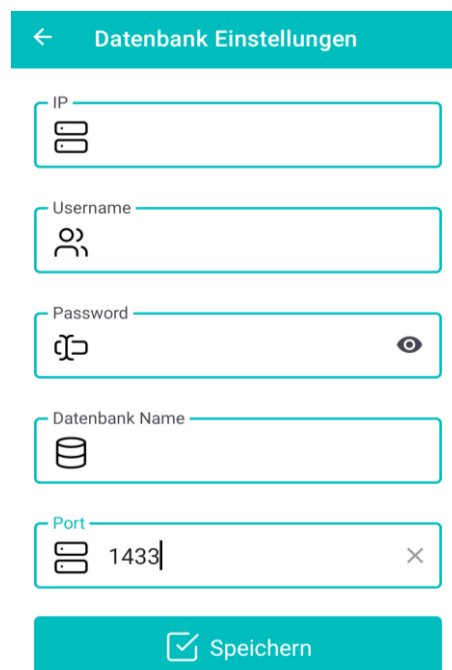 Datenbank Einstellungen
IP
Username
Password
Datenbank Name
Port
1433
Speichern